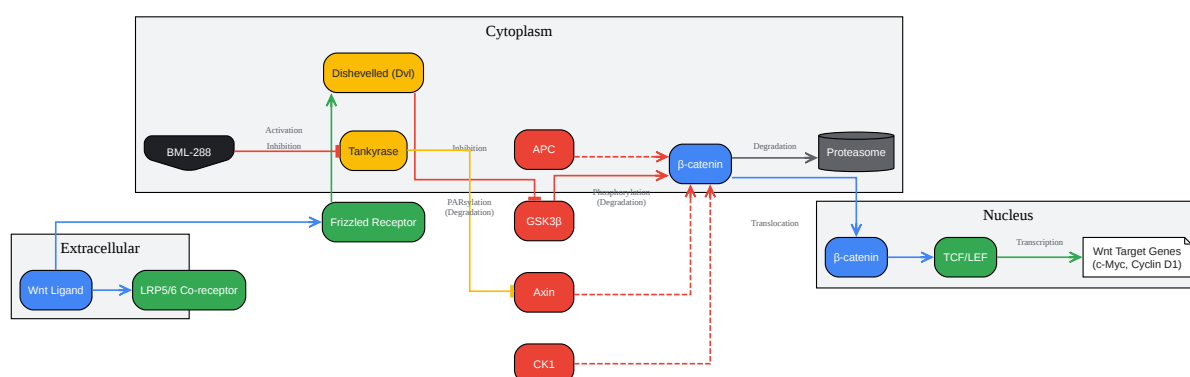 Cytoplasm
Dishevelled (Dvl)
Activation
Inhibition
BML-288
Tankyrase
Inhibition
APC
β-catenin
Degradation
Proteasome
PARsylation
(Degradation)
Phosphorylation
(Degradation)
GSK3β
Frizzled Receptor
Translocation
Extracellular
Wnt Ligand
LRP5/6 Co-receptor
Nucleus
β-catenin
TCF/LEF
Transcription
Wnt Target Genes
(c-Myc, Cyclin D1)
Axin
CK1